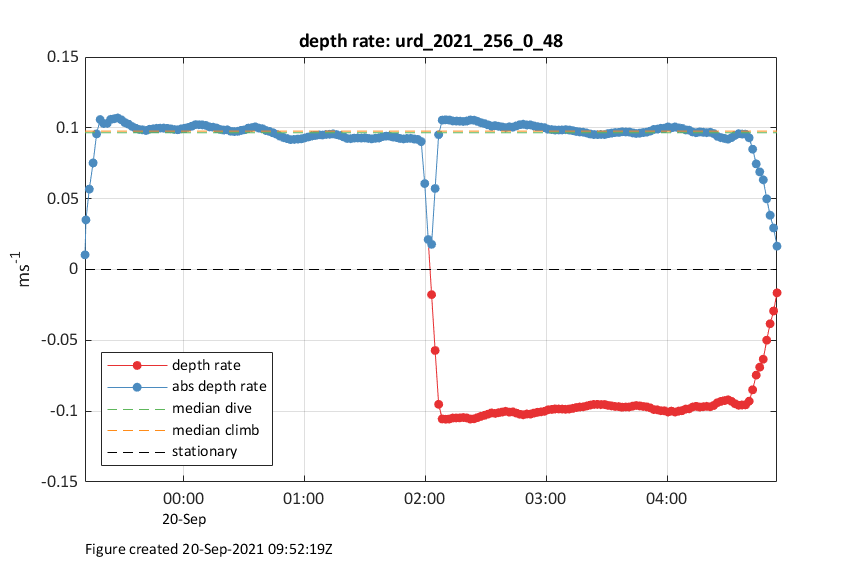 depth rate: urd_2021_256_0_48
0.15
0.1
0.05
0
-0.05
-0.1
-0.15
ms-1
depth rate
abs depth rate
median dive
median climb
stationary
00:00 01:00 02:00 03:00 04:00
20-Sep
Figure created 20-Sep-2021 09:52:19Z